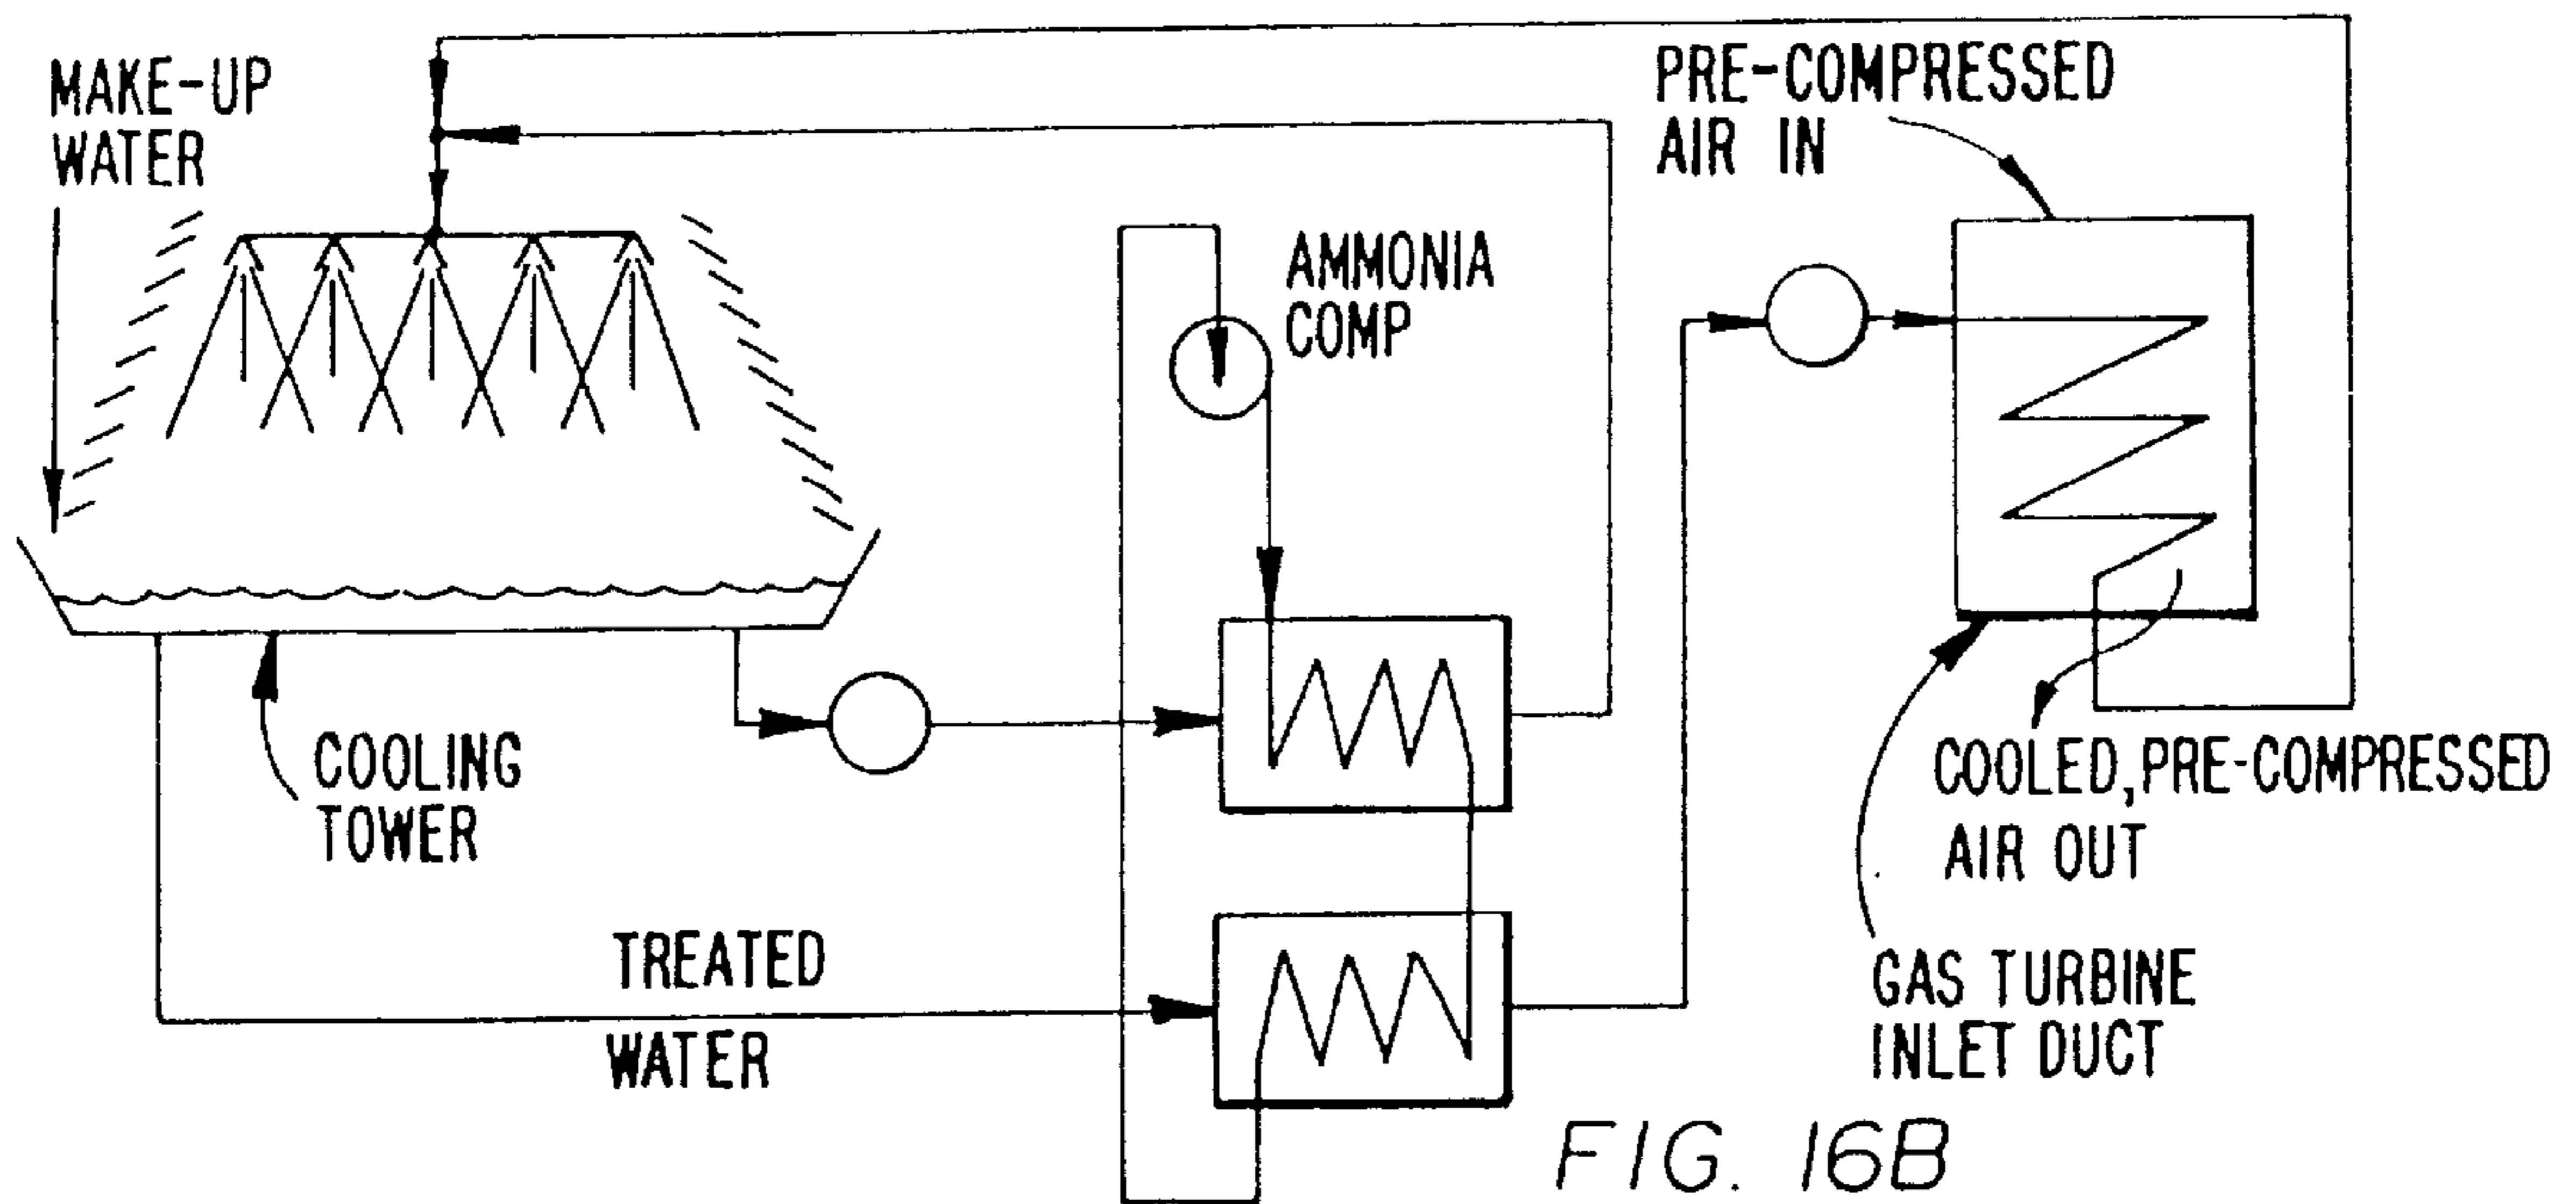 MAKE-UP
WATER
PRE-COMPRESSED
AIR IN
AMMONIA
COMP
COOLING
TOWER
COOLED, PRE-COMPRESSED
AIR OUT
TREATED
WATER
GAS TURBINE
INLET DUCT
FIG. 16B